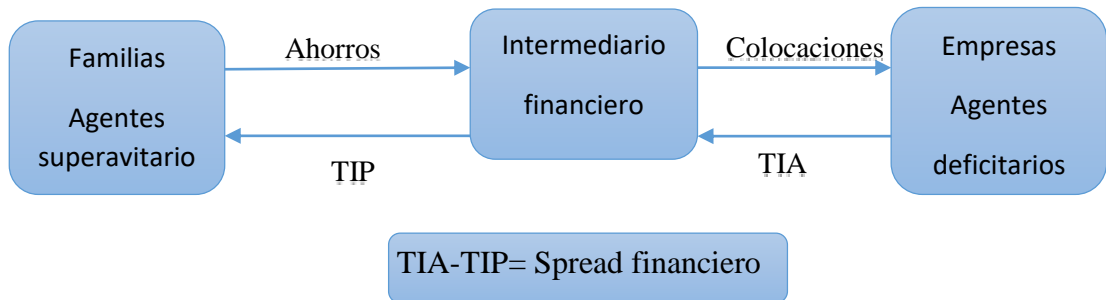 Familias
Agentes
superavitario
Ahorros
TIP
Intermediario
financiero
Colocaciones
TIA
Empresas
Agentes
deficitarios
TIA-TIP= Spread financiero